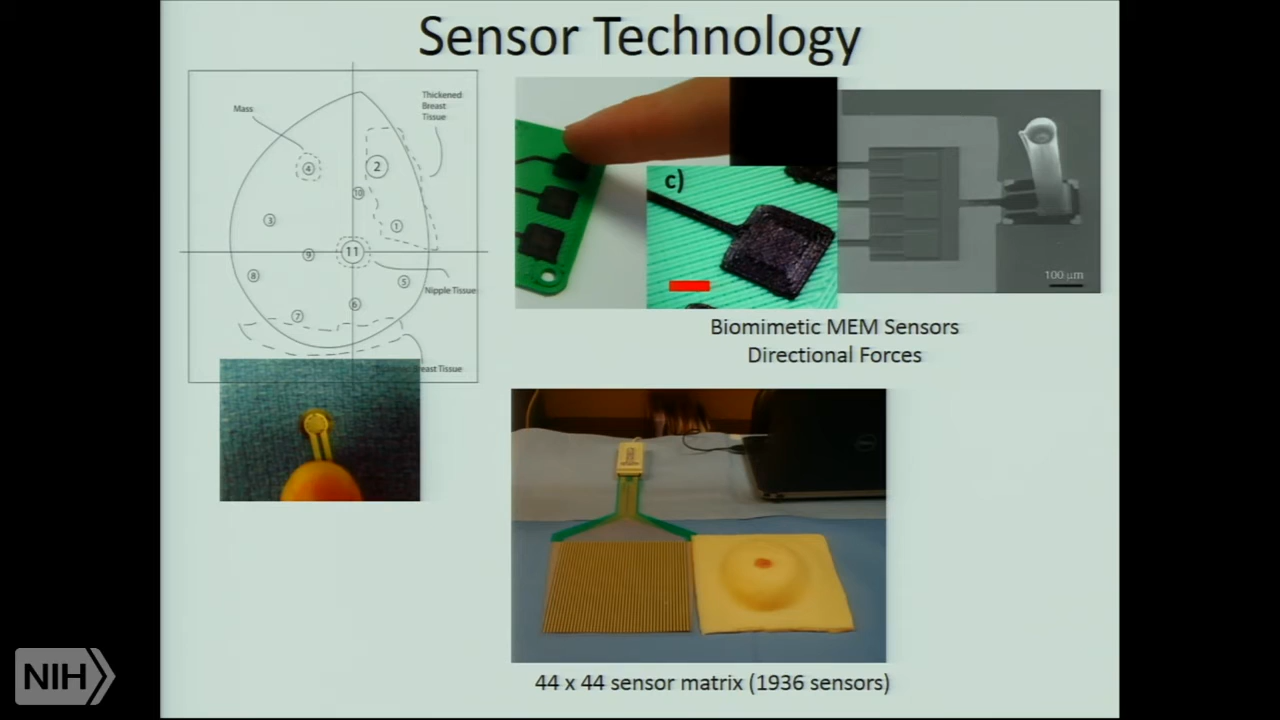 Sensor Technology
Mass
Thickened
Breast
Tissue
4
2
10
3
1
11
9
8
5
Nipple Tissue
6
7
east Tissue
c)
100 μm
Biomimetic MEM Sensors
Directional Forces
44 x 44 sensor matrix (1936 sensors)
NIH